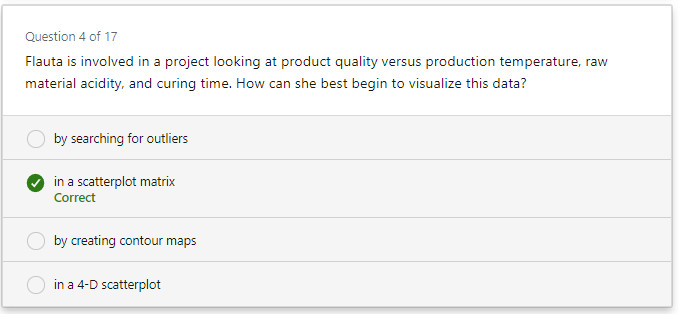 Question 4 of 17
Flauta is involved in a project looking at product quality versus production temperature, raw
material acidity, and curing time. How can she best begin to visualize this data?
by searching for outliers
in a scatterplot matrix
Correct
by creating contour maps
in a 4-D scatterplot